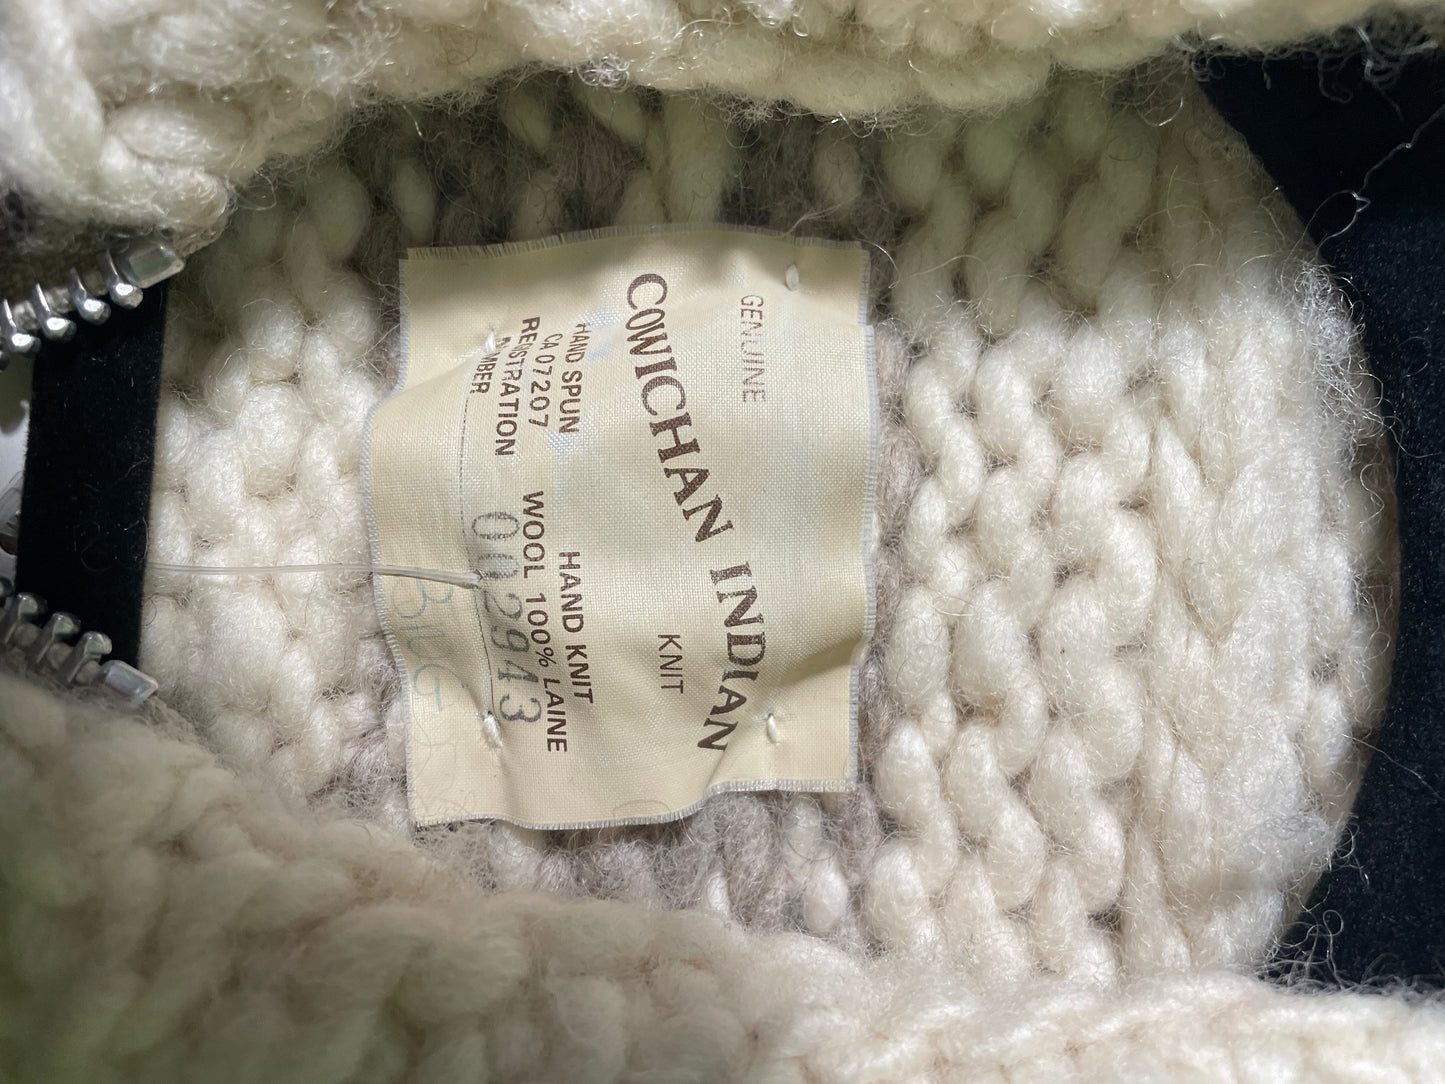 GENUINE
COWICHAN INDIAN
KNIT
HAND SPUN HAND KNIT
CA 07207 WOOL 100% LAINE
REGISTRATION
NUMBER 002943